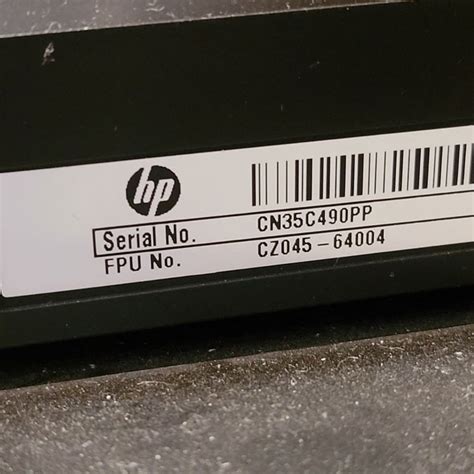 hp
Serial No. CN35C490PP
FPU No. CZ045-64004